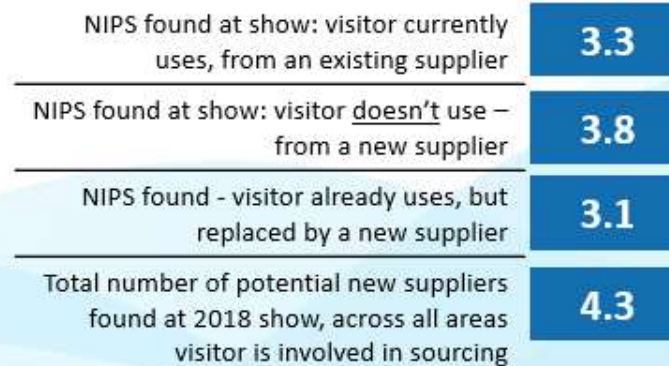 NIPS found at show: visitor currently
uses, from an existing supplier
3.3
NIPS found at show: visitor doesn’t use –
from a new supplier
3.8
NIPS found - visitor already uses, but
replaced by a new supplier
3.1
Total number of potential new suppliers
found at 2018 show, across all areas
visitor is involved in sourcing
4.3